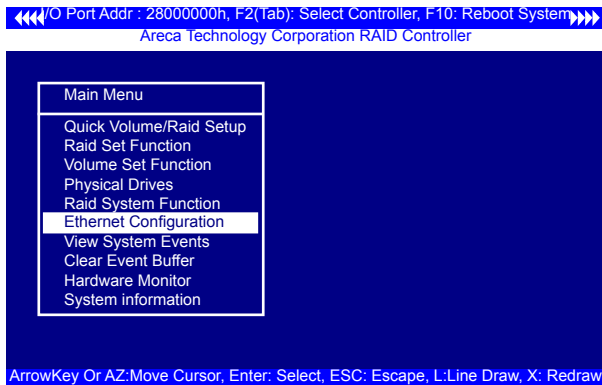 /O Port Addr : 28000000h, F2(Tab): Select Controller, F10: Reboot System
Areca Technology Corporation RAID Controller
Main Menu
Quick Volume/Raid Setup
Raid Set Function
Volume Set Function
Physical Drives
Raid System Function
Ethernet Configuration
View System Events
Clear Event Buffer
Hardware Monitor
System information
ArrowKey Or AZ:Move Cursor, Enter: Select, ESC: Escape, L:Line Draw, X: Redraw